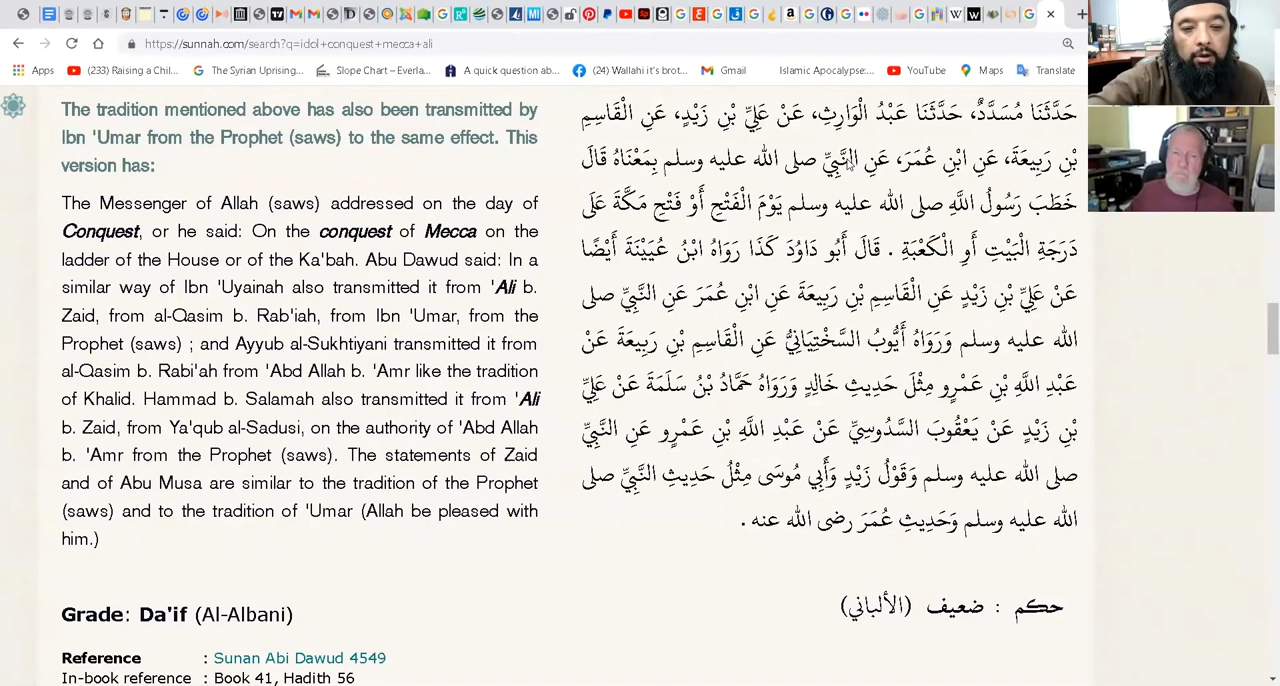 https://sunnah.com/search?q=idol+conquest+mecca+ali
Apps
(233) Raising a Chil...
The Syrian Uprising...
Slope Chart – Everla...
A quick question ab...
(24) Wallahi it's brot...
Gmail
Islamic Apocalypse:...
YouTube
Maps
Translate
The tradition mentioned above has also been transmitted by
Ibn 'Umar from the Prophet (saws) to the same effect. This
version has:
The Messenger of Allah (saws) addressed on the day of
Conquest, or he said: On the conquest of Mecca on the
ladder of the House or of the Ka'bah. Abu Dawud said: In a
similar way of Ibn 'Uyainah also transmitted it from 'Ali b.
Zaid, from al-Qasim b. Rab'iah, from Ibn 'Umar, from the
Prophet (saws) ; and Ayyub al-Sukhtiyani transmitted it from
al-Qasim b. Rabi'ah from 'Abd Allah b. 'Amr like the tradition
of Khalid. Hammad b. Salamah also transmitted it from 'Ali
b. Zaid, from Ya'qub al-Sadusi, on the authority of 'Abd Allah
b. 'Amr from the Prophet (saws). The statements of Zaid
and of Abu Musa are similar to the tradition of the Prophet
(saws) and to the tradition of 'Umar (Allah be pleased with
him.)
حَدَّثَنَا مُسَدَّدٌ، حَدَّثَنَا عَبْدُ الْوَارِثِ، عَنْ عَلِيِّ بْنِ زَيْدٍ، عَنِ الْقَاسِمِ
بْنِ رَبِيعَةَ، عَنِ ابْنِ عُمَرَ، عَنِ النَّبِيِّ صلى الله عليه وسلم بِمَعْنَاهُ قَالَ
خَطَبَ رَسُولُ اللَّهِ صلى الله عليه وسلم يَوْمَ الْفَتْحِ أَوْ فَتْحِ مَكَّةَ عَلَى
دَرَجَةِ الْبَيْتِ أَوِ الْكَعْبَةِ . قَالَ أَبُو دَاوُدَ كَذَا رَوَاهُ ابْنُ عُيَيْنَةَ أَيْضًا
عَنْ عَلِيِّ بْنِ زَيْدٍ عَنِ الْقَاسِمِ بْنِ رَبِيعَةَ عَنِ ابْنِ عُمَرَ عَنِ النَّبِيِّ صلى
الله عليه وسلم وَرَوَاهُ أَيُّوبُ السَّخْتِيَانِيُّ عَنِ الْقَاسِمِ بْنِ رَبِيعَةَ عَنْ
عَبْدِ اللَّهِ بْنِ عَمْرٍو مِثْلَ حَدِيثِ خَالِدٍ وَرَوَاهُ حَمَّادُ بْنُ سَلَمَةَ عَنْ عَلِيِّ
بْنِ زَيْدٍ عَنْ يَعْقُوبَ السَّدُوسِيِّ عَنْ عَبْدِ اللَّهِ بْنِ عَمْرٍو عَنِ النَّبِيِّ
صلى الله عليه وسلم وَقَوْلُ زَيْدٍ وَأَبِي مُوسَى مِثْلُ حَدِيثِ النَّبِيِّ صلى
الله عليه وسلم وَحَدِيثِ عُمَرَ رضى الله عنه .
Grade: Da'if (Al-Albani)
حكم : ضعيف (الألباني)
Reference : Sunan Abi Dawud 4549
In-book reference : Book 41, Hadith 56